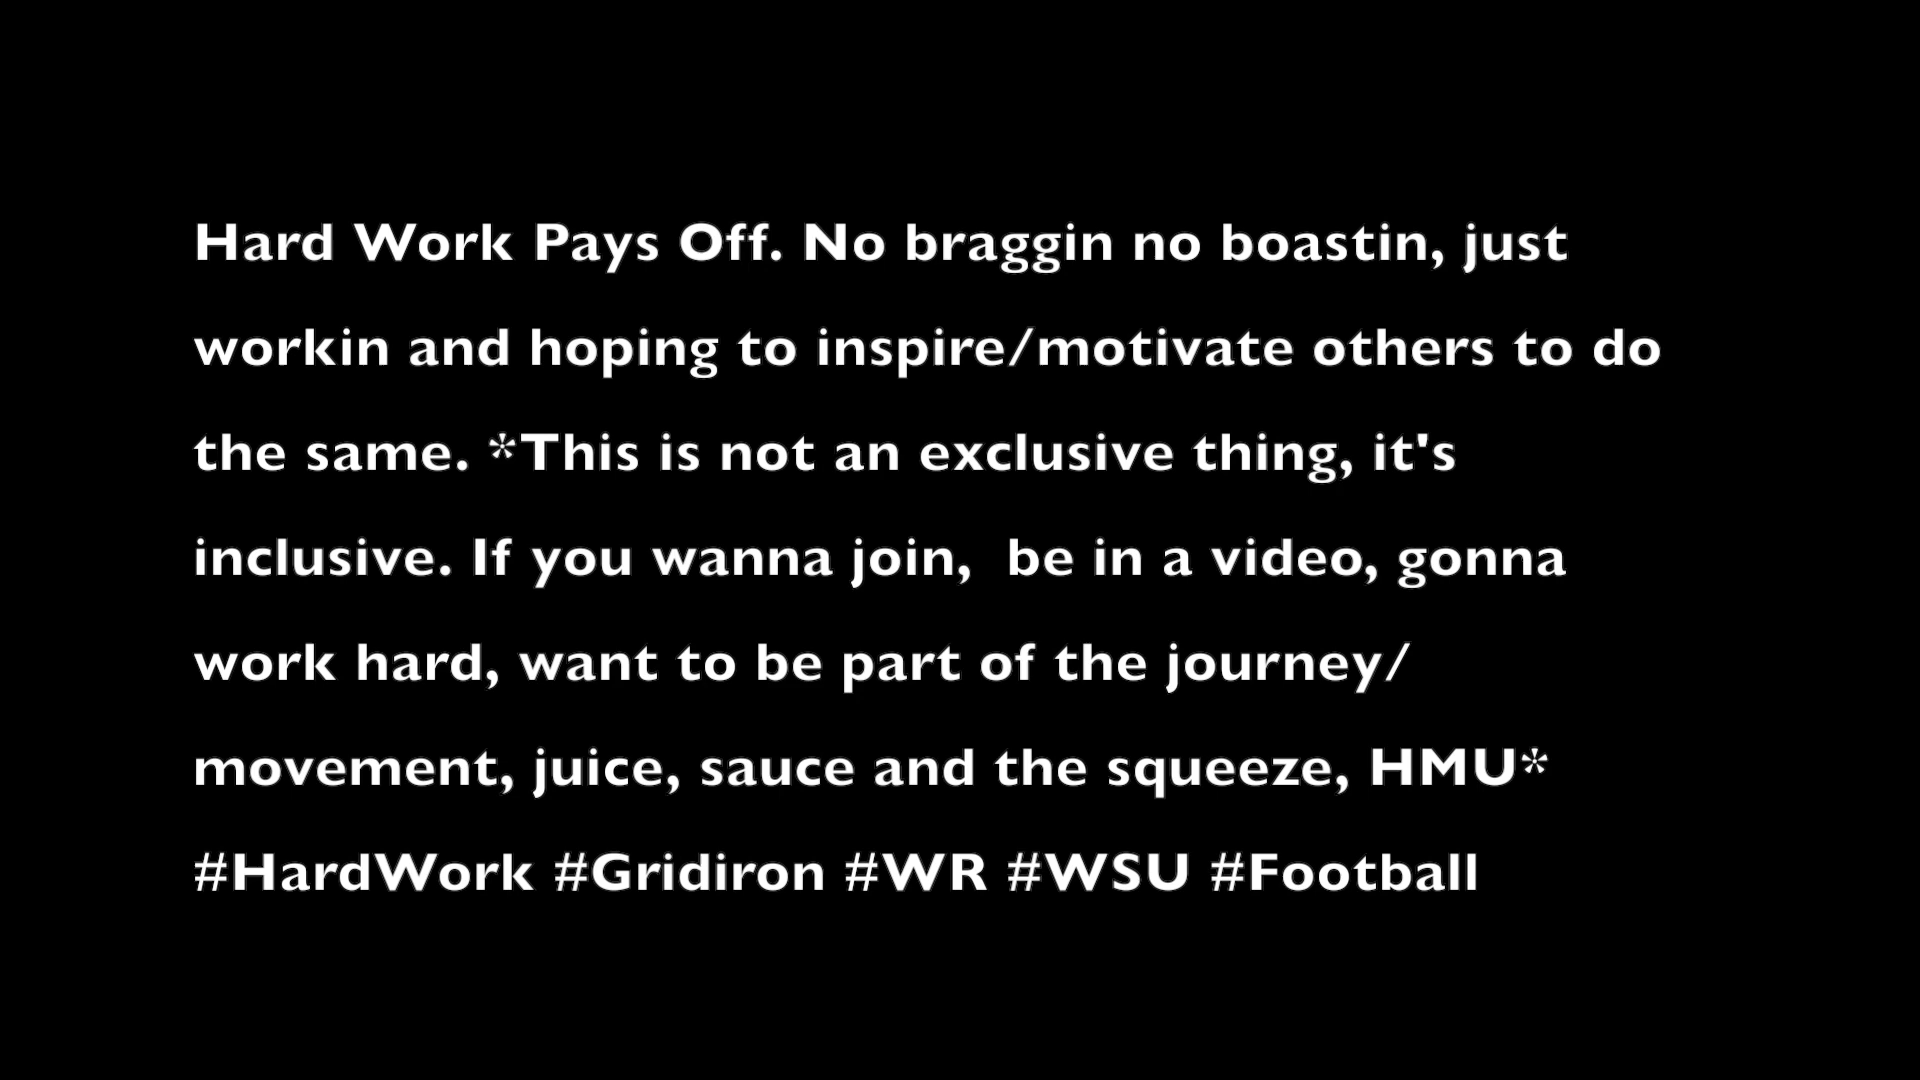 Hard Work Pays Off. No braggin no boastin, just
workin and hoping to inspire/motivate others to do
the same. *This is not an exclusive thing, it's
inclusive. If you wanna join,  be in a video, gonna
work hard, want to be part of the journey/
movement, juice, sauce and the squeeze, HMU*
#HardWork #Gridiron #WR #WSU #Football